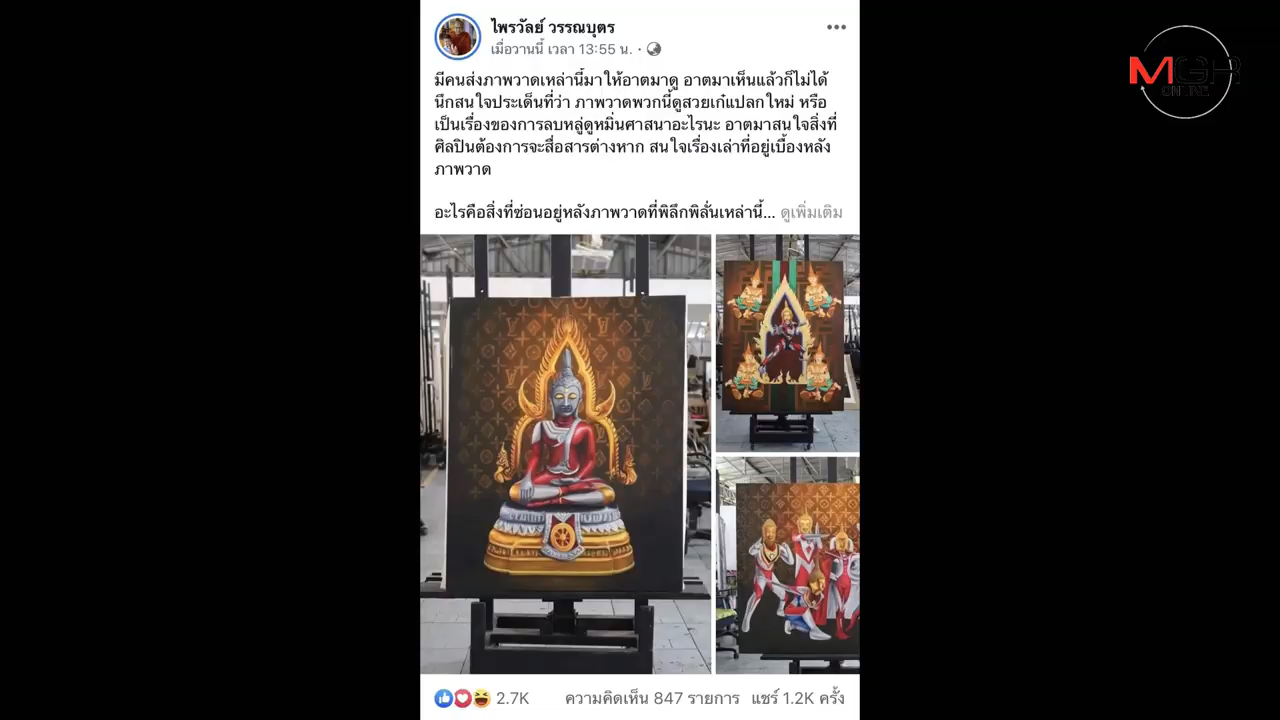 ไพรวัลย์ วรรณบุตร
เมื่อวานนี้ เวลา 13:55 น. ·
MGR
ONLINE
มีคนส่งภาพวาดเหล่านี้มาให้อาตมาดู อาตมาเห็นแล้วก็ไม่ได้
นึกสนใจประเด็นที่ว่า ภาพวาดพวกนี้ดูสวยเก๋แปลกใหม่ หรือ
เป็นเรื่องของการลบหลู่ดูหมิ่นศาสนาอะไรนะ อาตมาสนใจสิ่งที่
ศิลปินต้องการจะสื่อสารต่างหาก สนใจเรื่องเล่าที่อยู่เบื้องหลัง
ภาพวาด
อะไรคือสิ่งที่ซ่อนอยู่หลังภาพวาดที่พิลึกพิลั่นเหล่านี้... ดูเพิ่มเติม
2.7K ความคิดเห็น 847 รายการ แชร์ 1.2K ครั้ง